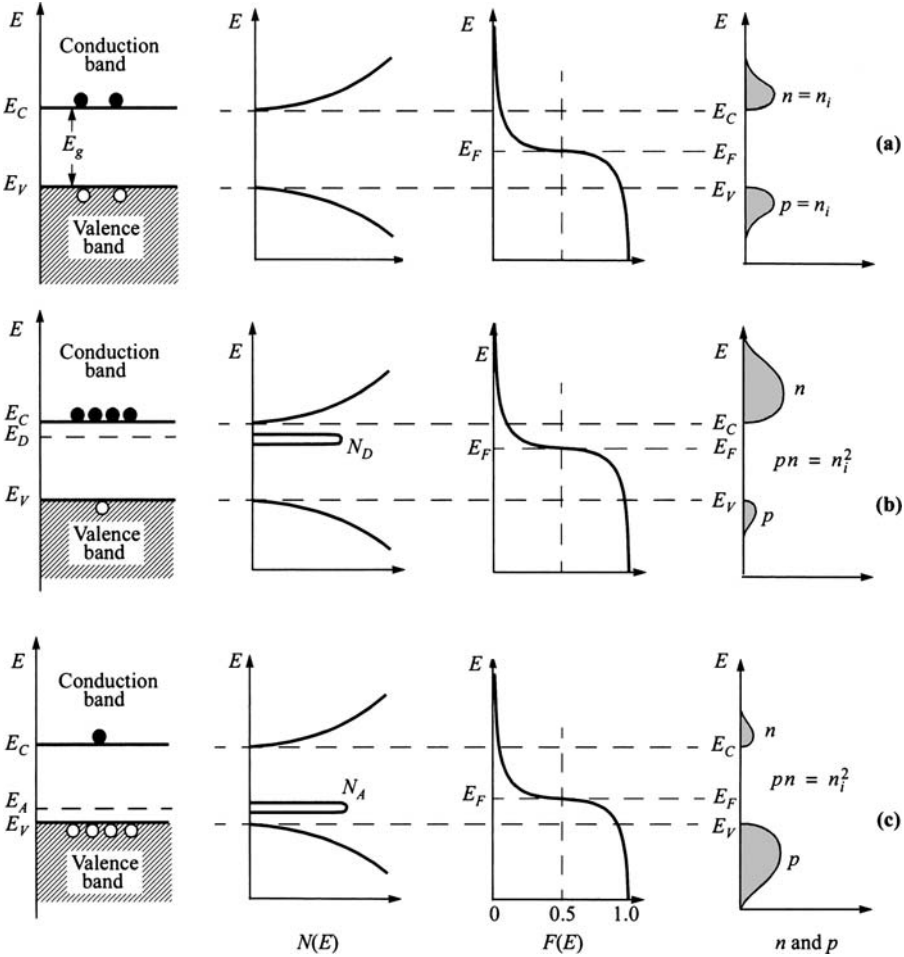 E
Conduction
band
E_C
E_g
E_V
Valence
band
E
E
E_F
E
n = n_i
E_C
E_F
E_V
p = n_i
(a)
E
Conduction
band
E_C
E_D
E_V
Valence
band
E
N_D
E
E_F
E
n
E_C
E_F
pn = n_i^2
E_V
p
(b)
E
Conduction
band
E_C
E_A
E_V
Valence
band
E
N_A
N(E)
E
E_F
0 0.5 1.0
F(E)
E
n
E_C
pn = n_i^2
E_F
E_V
p
n and p
(c)